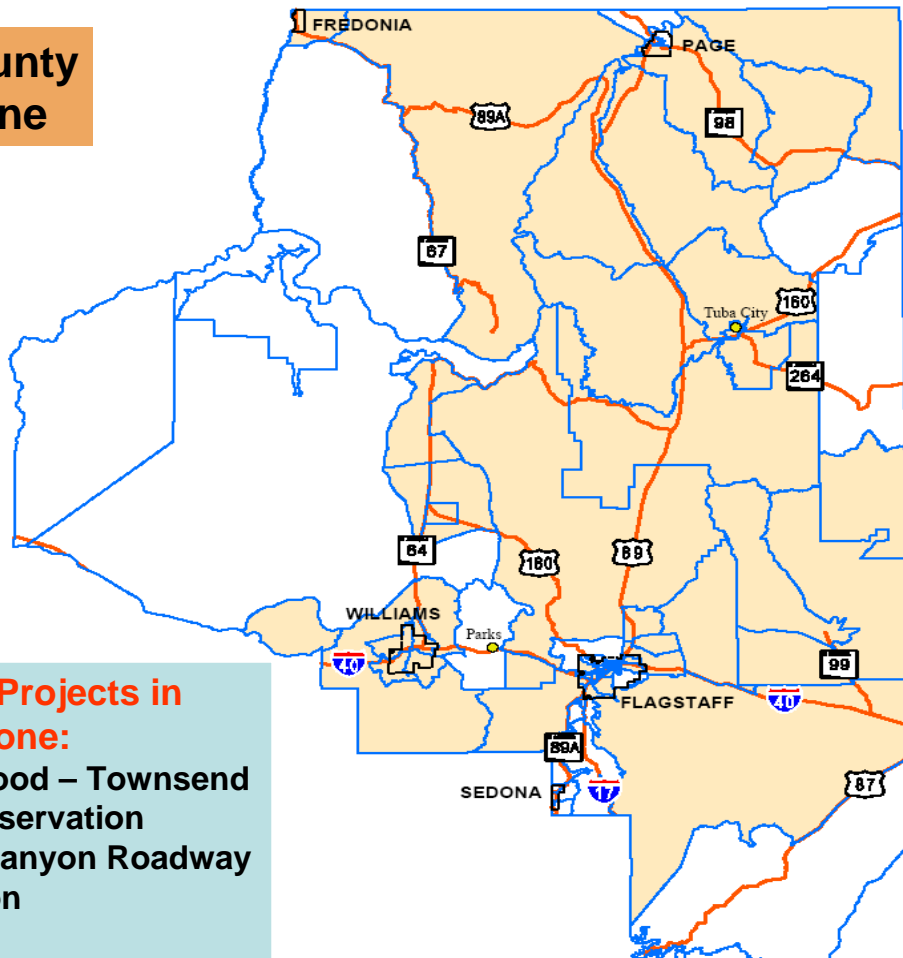 FREDONIA
PAGE
unty
ne
89A
98
67
160
Tuba City
264
64
180
89
WILLIAMS
Parks
40
99
FLAGSTAFF
40
89A
SEDONA
17
87
Projects in
one:
ood – Townsend
servation
anyon Roadway
on